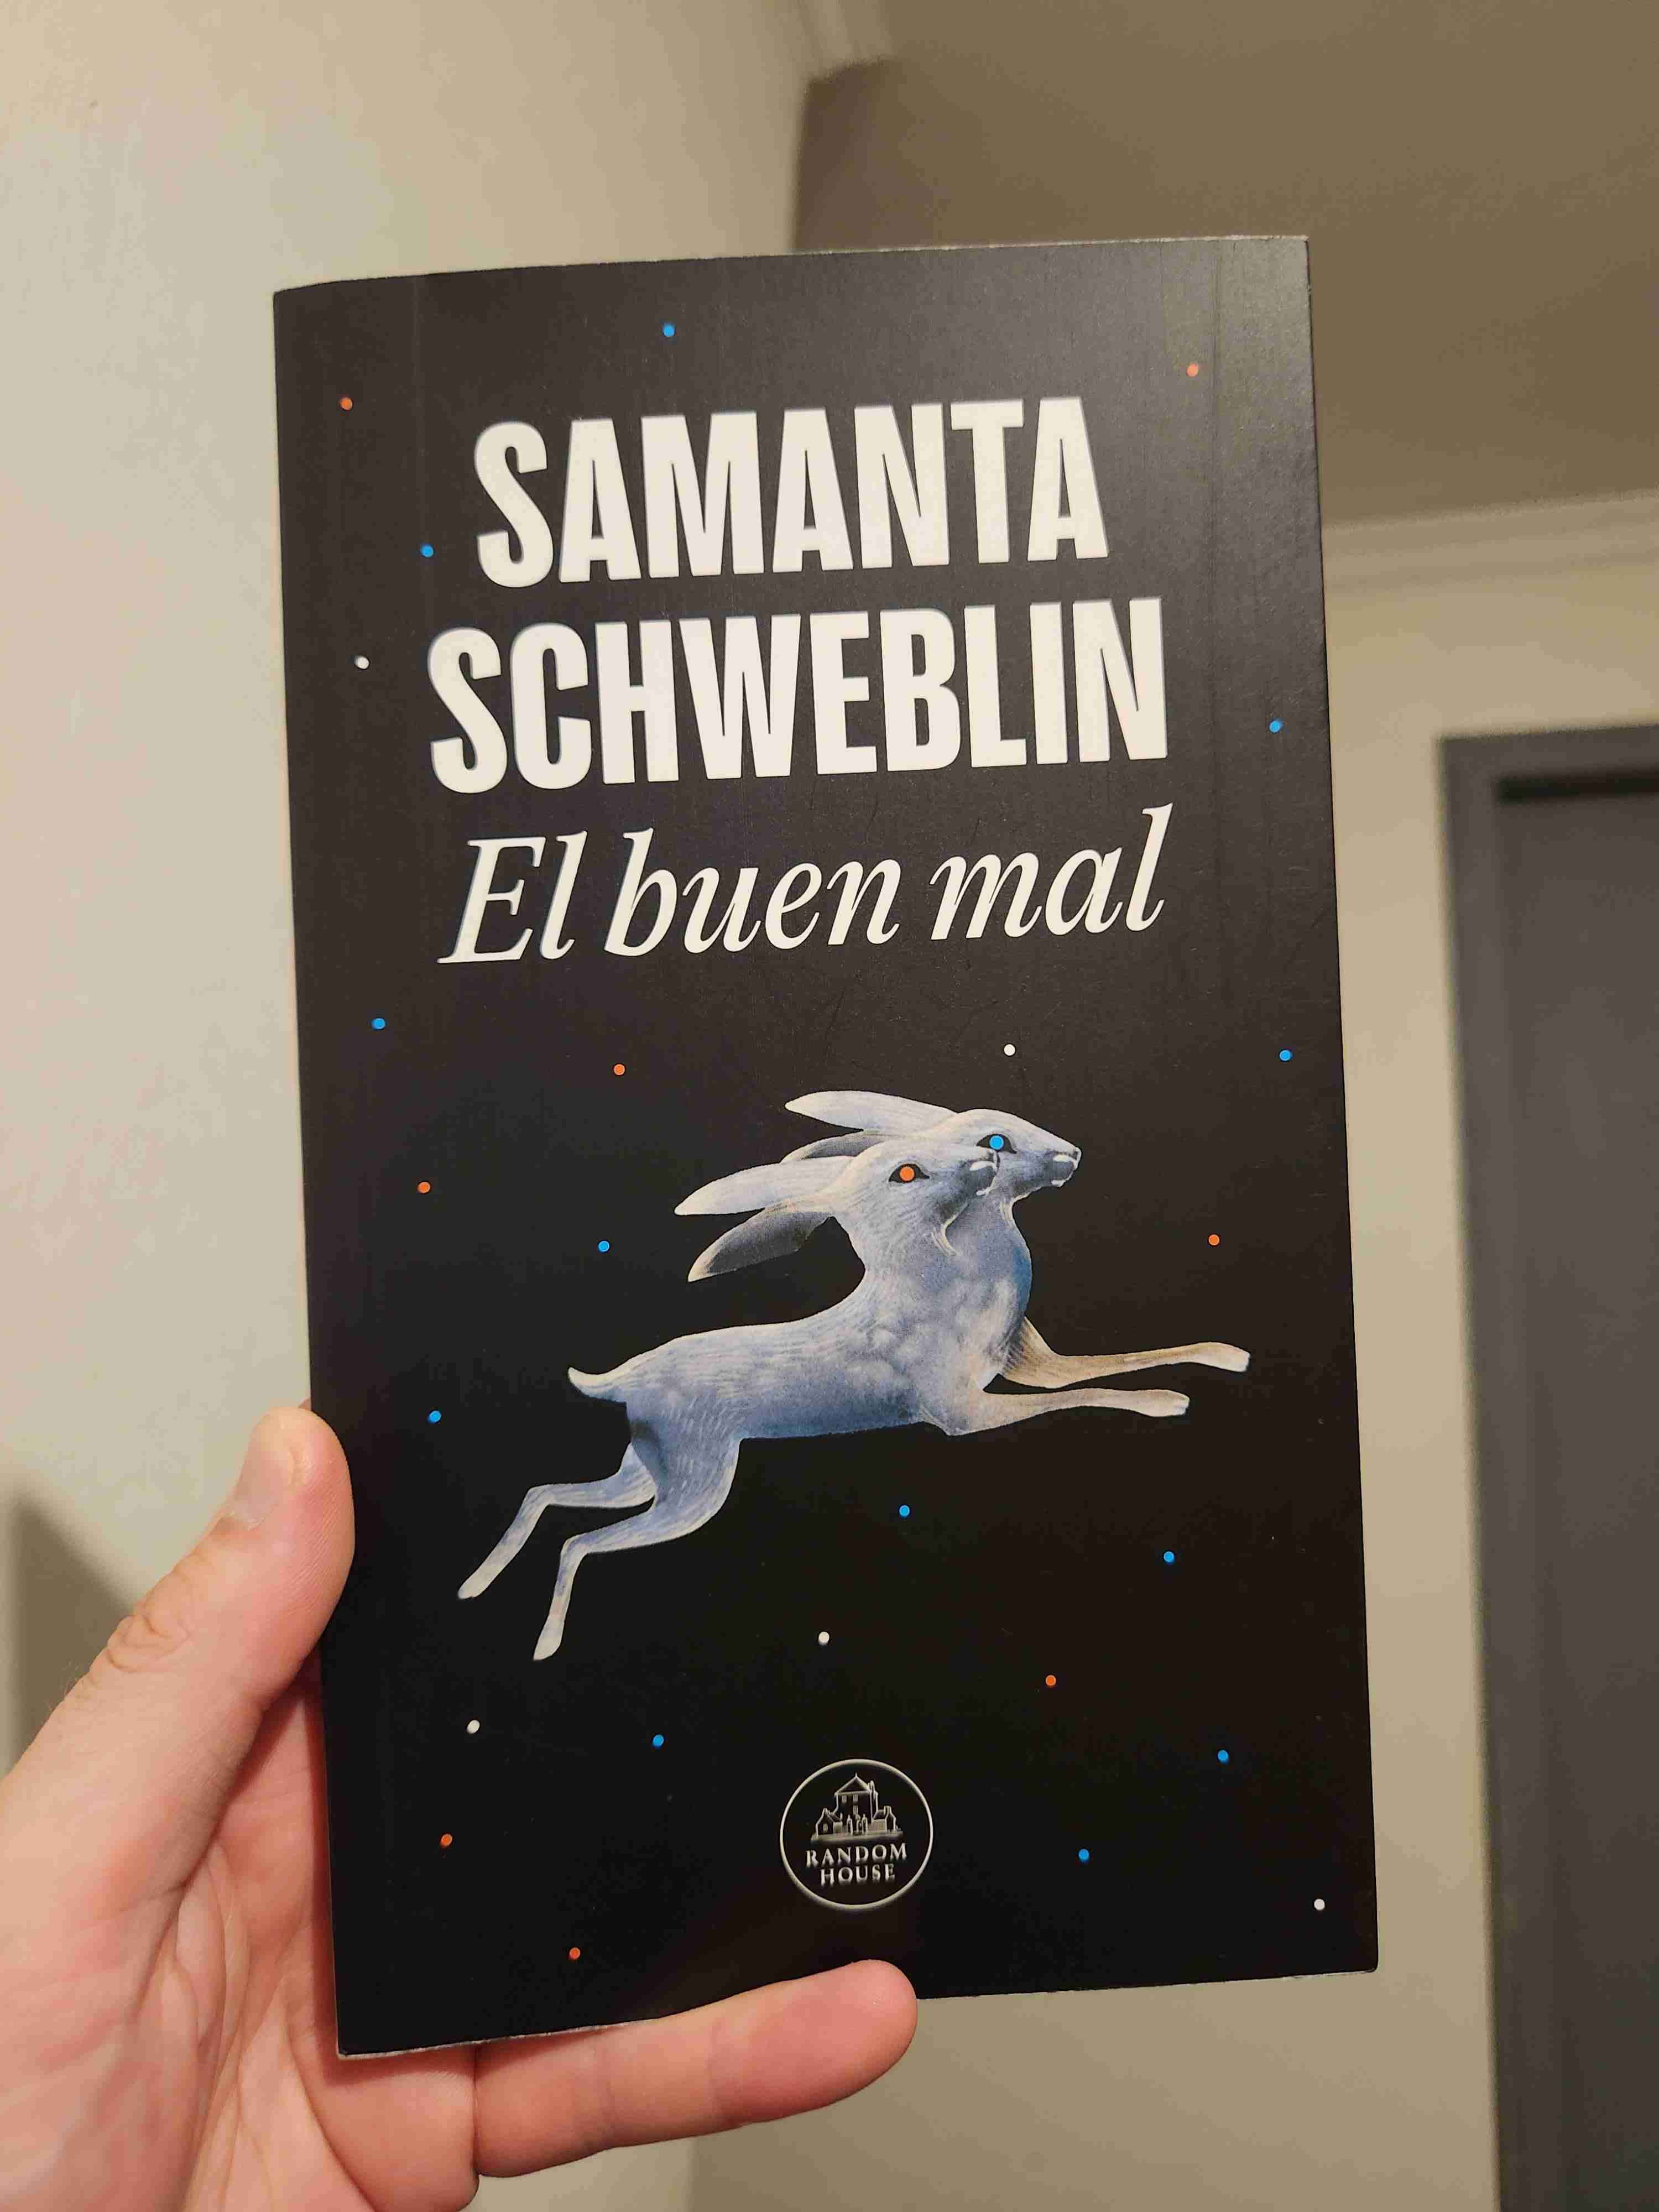 SAMANTA
SCHWEBLIN
El buen mal
RANDOM
HOUSE